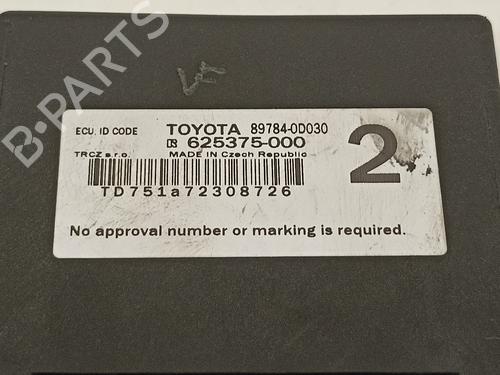 B-PARTS
ECU. ID CODE TOYOTA 89784-0D030
625375-000
TRCZ s.r.o. MADE IN Czech Republic
TD751a72308726
2
No approval number or marking is required.